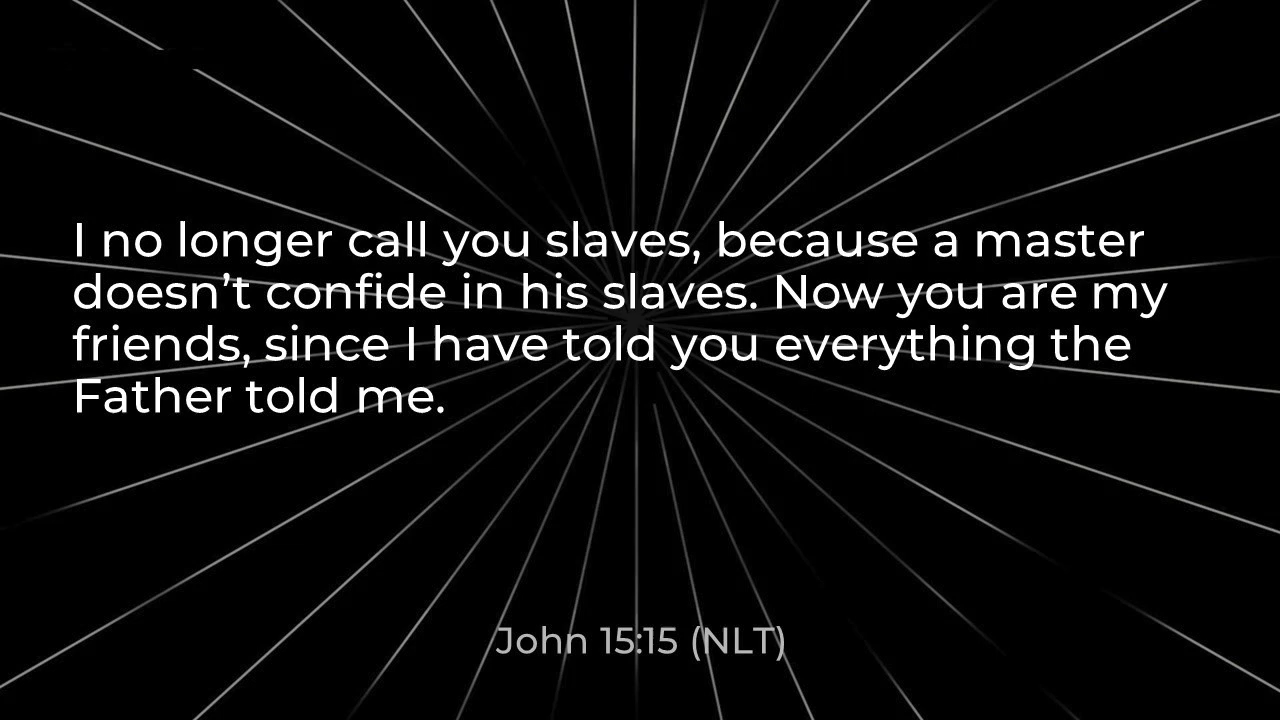 I no longer call you slaves, because a master
doesn’t confide in his slaves. Now you are my
friends, since I have told you everything the
Father told me.
John 15:15 (NLT)